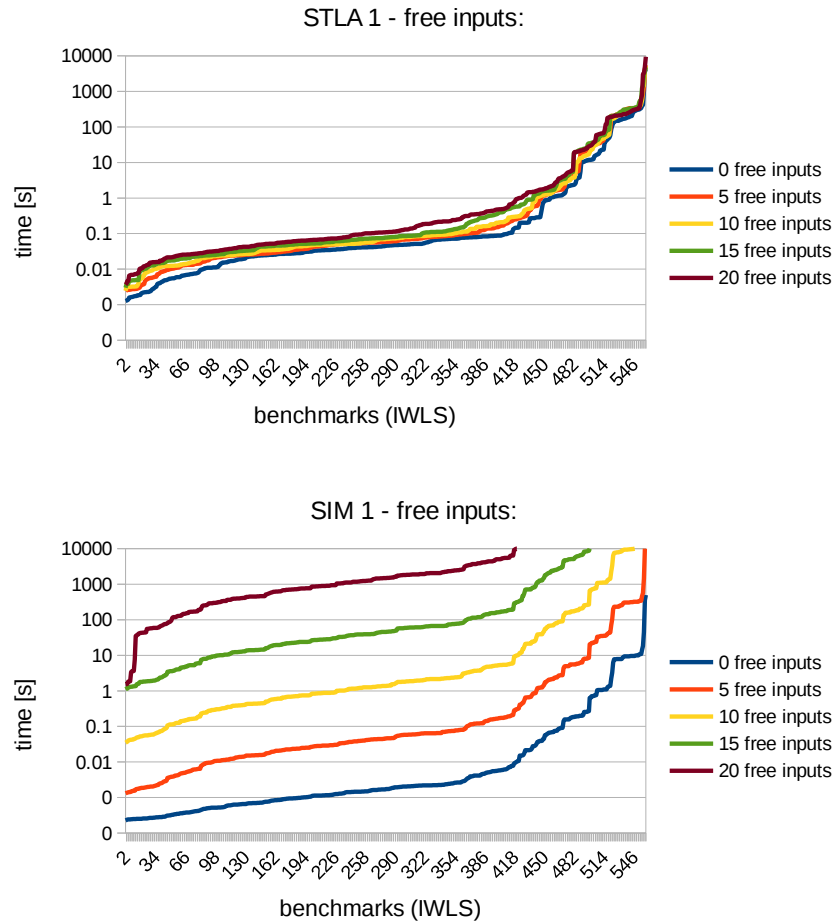 STLA 1 - free inputs:
10000
1000
100
10
1
0.1
0.01
0
0
time [s]
2 34 66 98 130 162 194 226 258 290 322 354 386 418 450 482 514 546
benchmarks (IWLS)
0 free inputs
5 free inputs
10 free inputs
15 free inputs
20 free inputs
SIM 1 - free inputs:
10000
1000
100
10
1
0.1
0.01
0
0
time [s]
2 34 66 98 130 162 194 226 258 290 322 354 386 418 450 482 514 546
benchmarks (IWLS)
0 free inputs
5 free inputs
10 free inputs
15 free inputs
20 free inputs